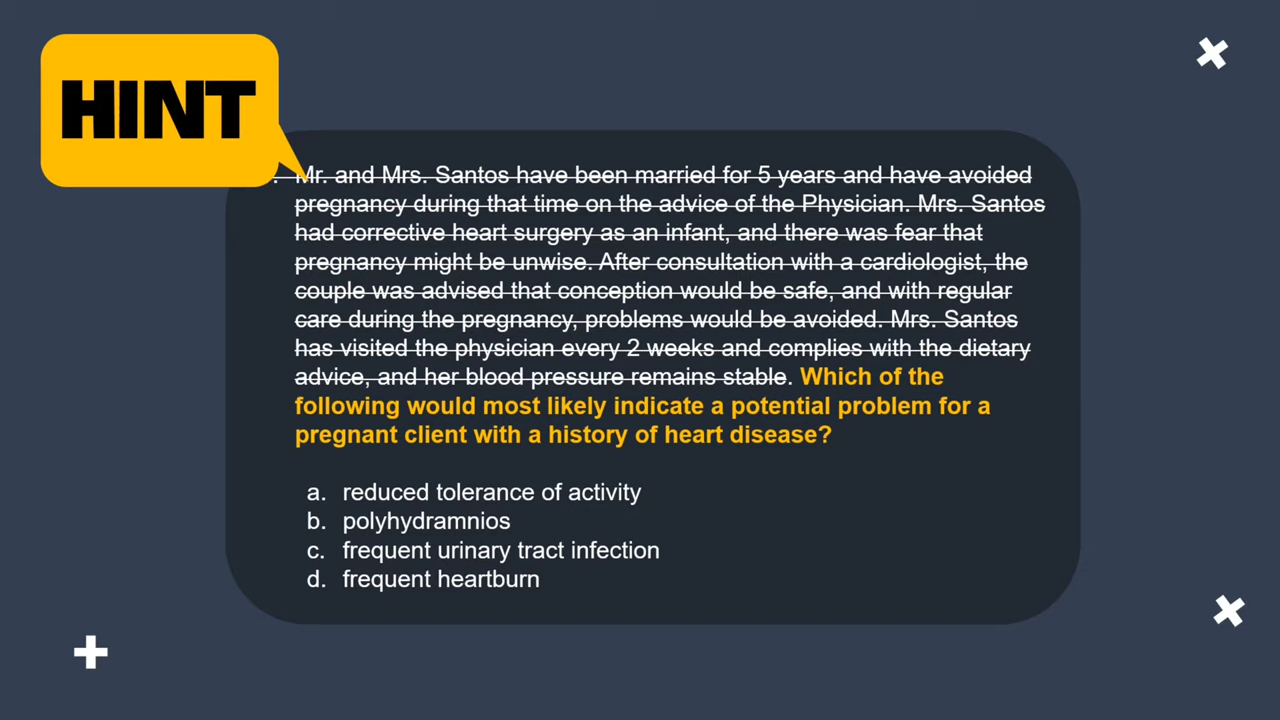 HINT
. Mr. and Mrs. Santos have been married for 5 years and have avoided
pregnancy during that time on the advice of the Physician. Mrs. Santos
had corrective heart surgery as an infant, and there was fear that
pregnancy might be unwise. After consultation with a cardiologist, the
couple was advised that conception would be safe, and with regular
care during the pregnancy, problems would be avoided. Mrs. Santos
has visited the physician every 2 weeks and complies with the dietary
advice, and her blood pressure remains stable. Which of the
following would most likely indicate a potential problem for a
pregnant client with a history of heart disease?
a. reduced tolerance of activity
b. polyhydramnios
c. frequent urinary tract infection
d. frequent heartburn